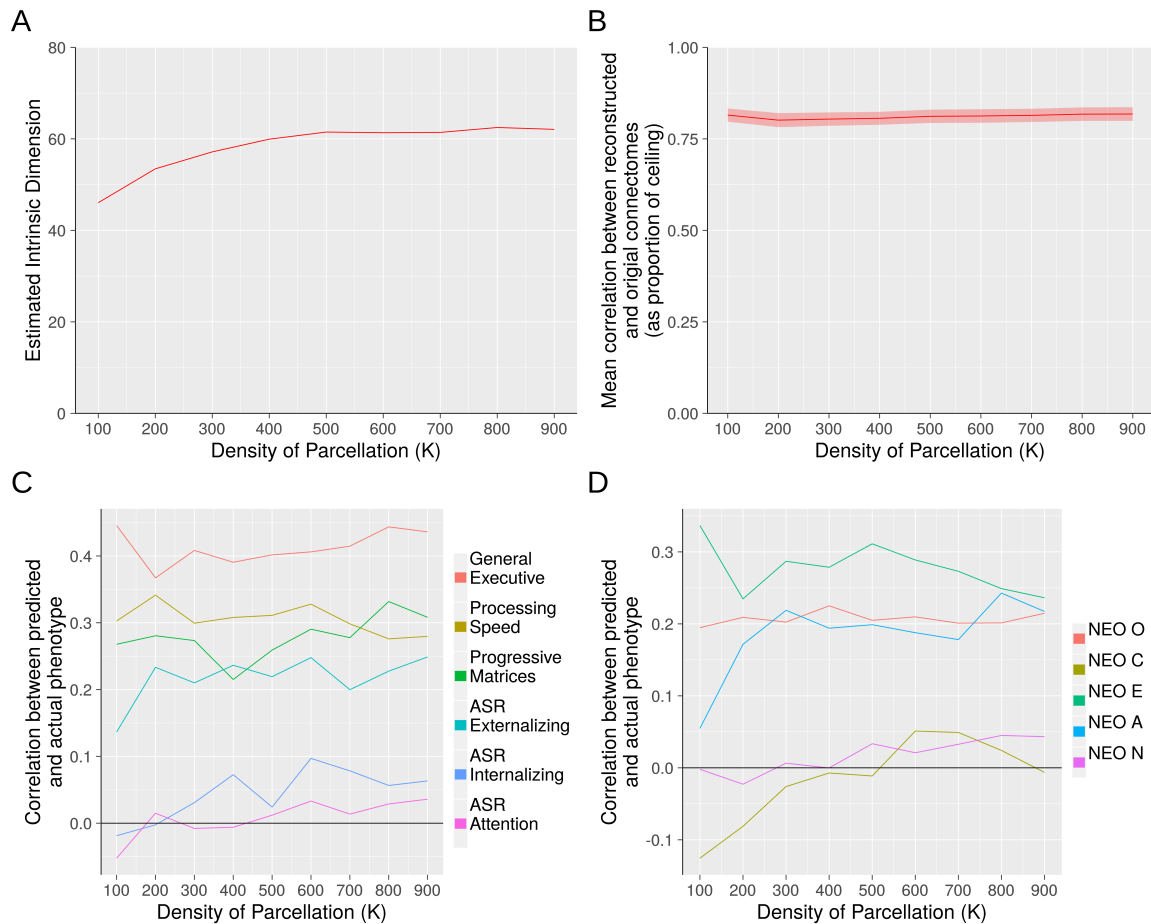 A
80
60
40
20
0
Estimated Intrinsic Dimension
100 200 300 400 500 600 700 800 900
Density of Parcellation (K)
B
1.00
0.75
0.50
0.25
0.00
Mean correlation between reconstructed
and origial connectomes
(as proportion of ceiling)
100 200 300 400 500 600 700 800 900
Density of Parcellation (K)
C
0.4
0.3
0.2
0.1
0.0
Correlation between predicted
and actual phenotype
100 200 300 400 500 600 700 800 900
Density of Parcellation (K)
General
Executive
Processing
Speed
Progressive
Matrices
ASR
Externalizing
ASR
Internalizing
ASR
Attention
D
0.3
0.2
0.1
0.0
-0.1
Correlation between predicted
and actual phenotype
100 200 300 400 500 600 700 800 900
Density of Parcellation (K)
NEO O
NEO C
NEO E
NEO A
NEO N